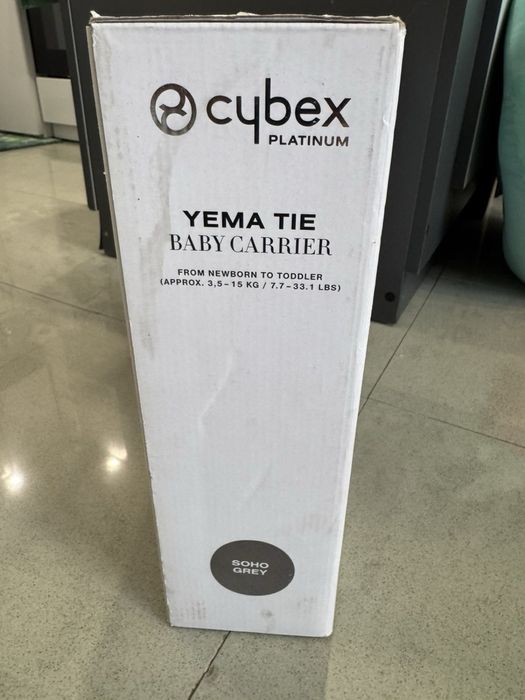 cybex
PLATINUM
YEMA TIE
BABY CARRIER
FROM NEWBORN TO TODDLER
(APPROX. 3,5–15 KG / 7.7–33.1 LBS)
SOHO
GREY